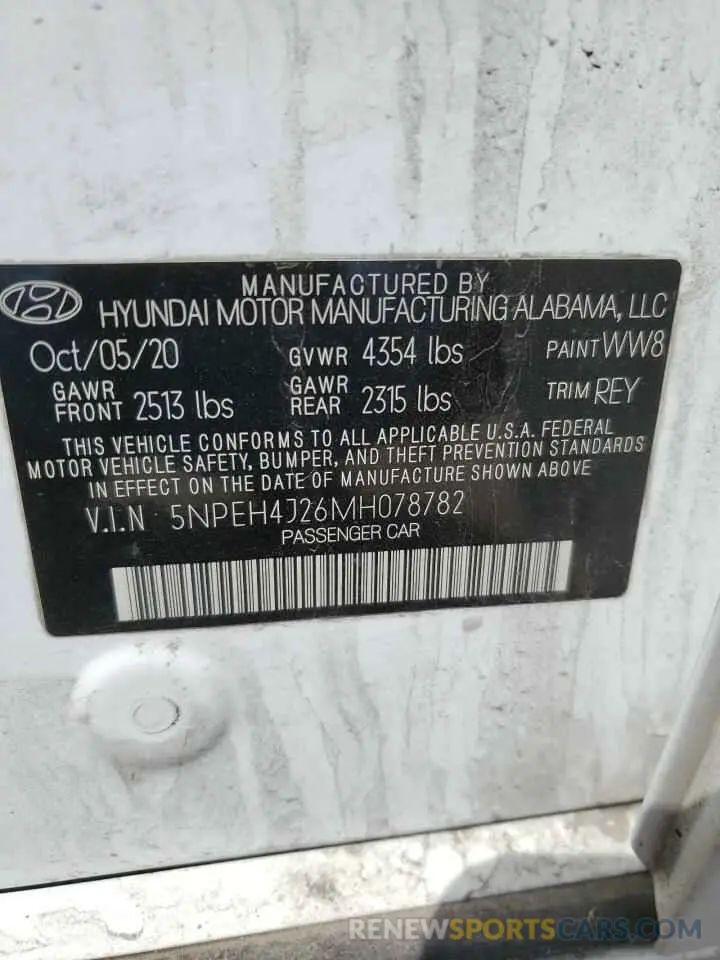 MANUFACTURED BY
HYUNDAI MOTOR MANUFACTURING ALABAMA, LLC
Oct/05/20 GVWR 4354 lbs PAINT WW8
GAWR FRONT 2513 lbs GAWR REAR 2315 lbs TRIM REY
THIS VEHICLE CONFORMS TO ALL APPLICABLE U.S.A. FEDERAL
MOTOR VEHICLE SAFETY, BUMPER, AND THEFT PREVENTION STANDARDS
IN EFFECT ON THE DATE OF MANUFACTURE SHOWN ABOVE
V.I.N 5NPEH4J26MH078782
PASSENGER CAR
RENEWSPORTSCARS.COM